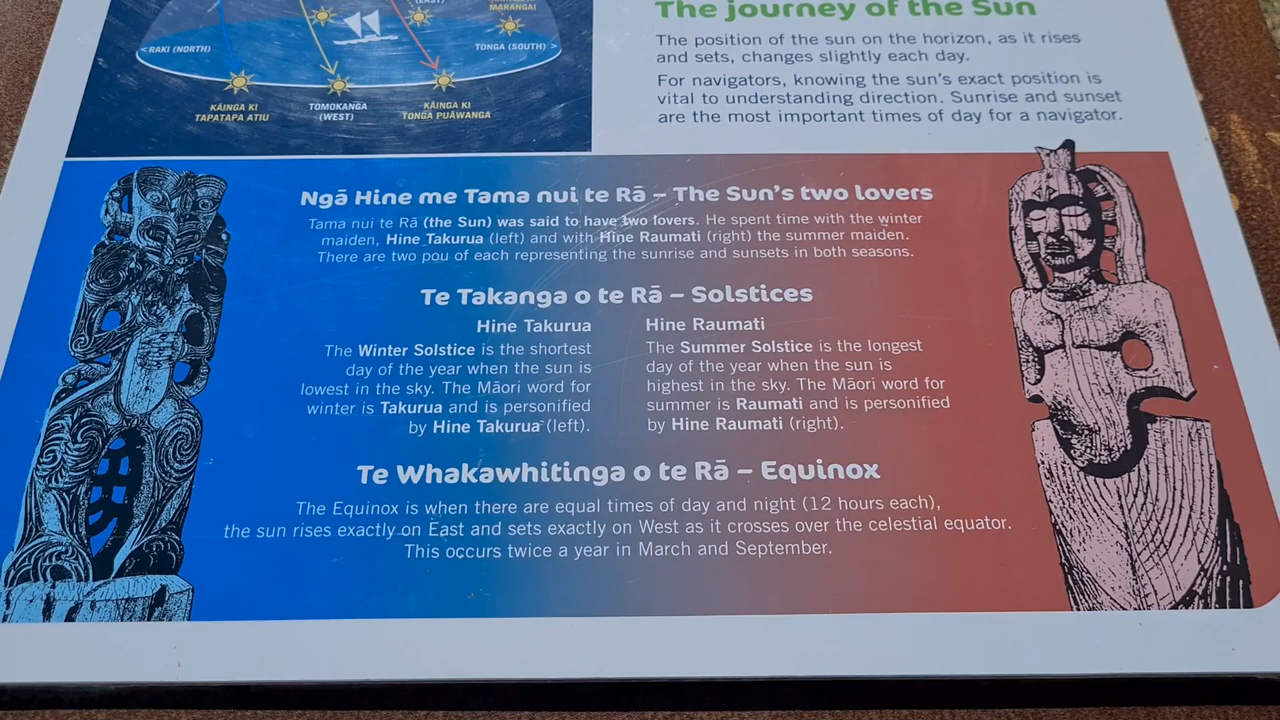 (EAST)
MARANGAI
< RAKI (NORTH)
TONGA (SOUTH) >
KĀINGA KI
TAPATAPA ATIU
TOMOKANGA
(WEST)
KĀINGA KI
TONGA PUĀWANGA
The journey of the Sun
The position of the sun on the horizon, as it rises
and sets, changes slightly each day.
For navigators, knowing the sun's exact position is
vital to understanding direction. Sunrise and sunset
are the most important times of day for a navigator.
Ngā Hine me Tama nui te Rā – The Sun's two lovers
Tama nui te Rā (the Sun) was said to have two lovers. He spent time with the winter
maiden, Hine Takurua (left) and with Hine Raumati (right) the summer maiden.
There are two pou of each representing the sunrise and sunsets in both seasons.
Te Takanga o te Rā – Solstices
Hine Takurua
The Winter Solstice is the shortest
day of the year when the sun is
lowest in the sky. The Māori word for
winter is Takurua and is personified
by Hine Takurua (left).
Hine Raumati
The Summer Solstice is the longest
day of the year when the sun is
highest in the sky. The Māori word for
summer is Raumati and is personified
by Hine Raumati (right).
Te Whakawhitinga o te Rā – Equinox
The Equinox is when there are equal times of day and night (12 hours each),
the sun rises exactly on East and sets exactly on West as it crosses over the celestial equator.
This occurs twice a year in March and September.